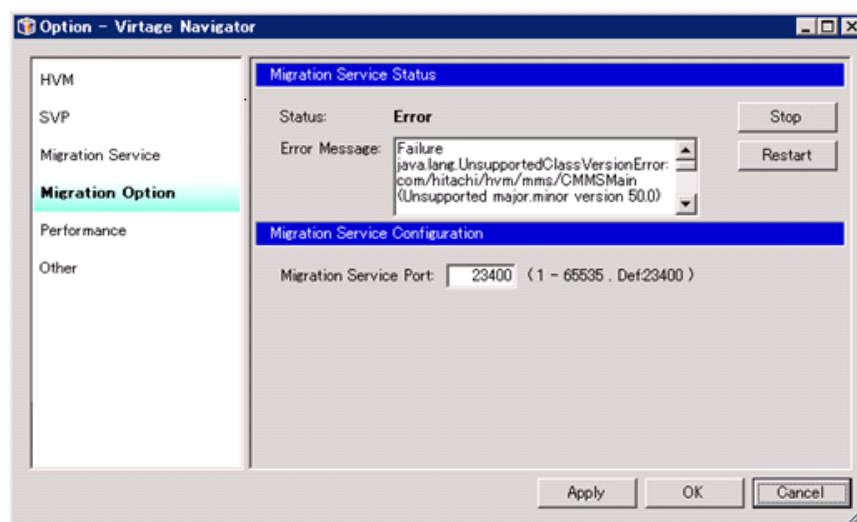 Option - Virtage Navigator
HVM
SVP
Migration Service
Migration Option
Performance
Other
Migration Service Status
Status: Error
Stop
Error Message: Failure
java.lang.UnsupportedClassVersionError:
com/hitachi/hvm/mms/CMMSMain
(Unsupported major.minor version 50.0)
Restart
Migration Service Configuration
Migration Service Port: 23400 (1 - 65535 . Def:23400 )
Apply
OK
Cancel